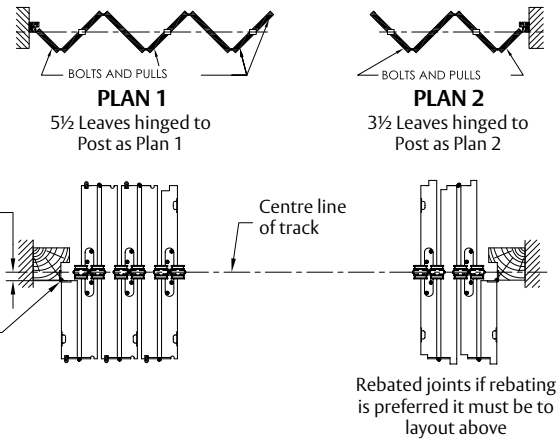 BOLTS AND PULLS
BOLTS AND PULLS
PLAN 1
5½ Leaves hinged to
Post as Plan 1
PLAN 2
3½ Leaves hinged to
Post as Plan 2
Centre line
of track
Rebated joints if rebating
is preferred it must be to
layout above